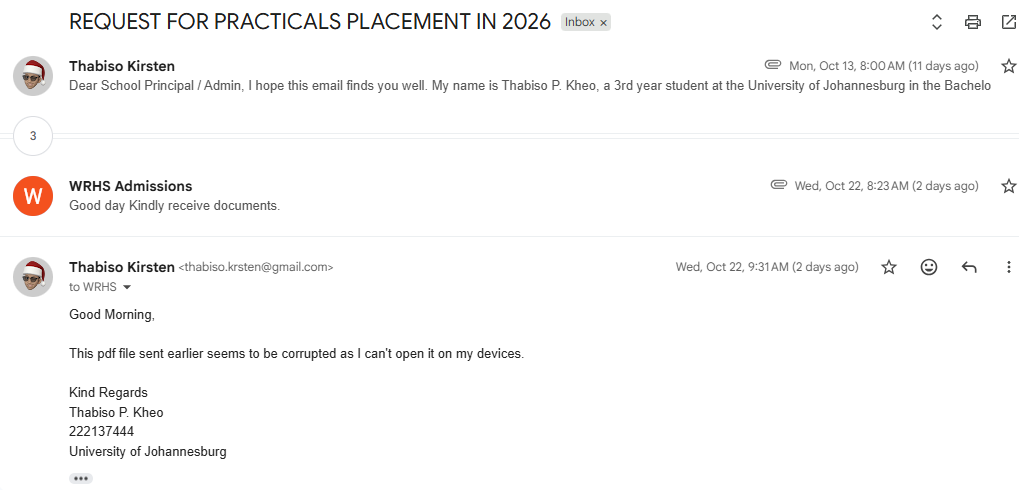 REQUEST FOR PRACTICALS PLACEMENT IN 2026 Inbox x
Thabiso Kirsten Mon, Oct 13, 8:00 AM (11 days ago)
Dear School Principal / Admin, I hope this email finds you well. My name is Thabiso P. Kheo, a 3rd year student at the University of Johannesburg in the Bachelo
3
W
WRHS Admissions Wed, Oct 22, 8:23 AM (2 days ago)
Good day Kindly receive documents.
Thabiso Kirsten <thabiso.krsten@gmail.com> Wed, Oct 22, 9:31 AM (2 days ago)
to WRHS
Good Morning,
This pdf file sent earlier seems to be corrupted as I can't open it on my devices.
Kind Regards
Thabiso P. Kheo
222137444
University of Johannesburg